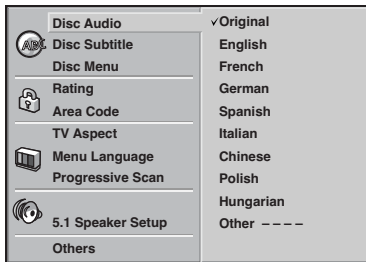 Disc Audio
Disc Subtitle
Disc Menu
Rating
Area Code
TV Aspect
Menu Language
Progressive Scan
5.1 Speaker Setup
Others
✓Original
English
French
German
Spanish
Italian
Chinese
Polish
Hungarian
Other – – – –
ABC